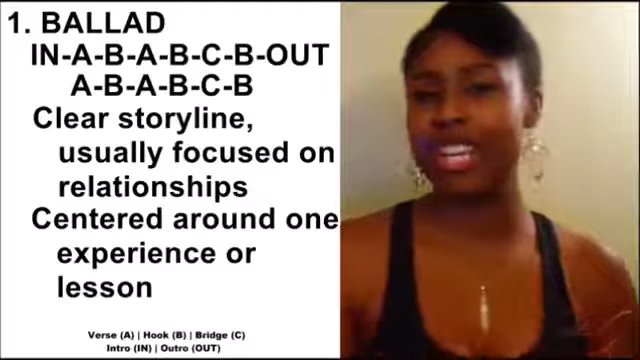 1. BALLAD
IN-A-B-A-B-C-B-OUT
A-B-A-B-C-B
Clear storyline,
usually focused on
relationships
Centered around one
experience or
lesson
Verse (A) | Hook (B) | Bridge (C)
Intro (IN) | Outro (OUT)